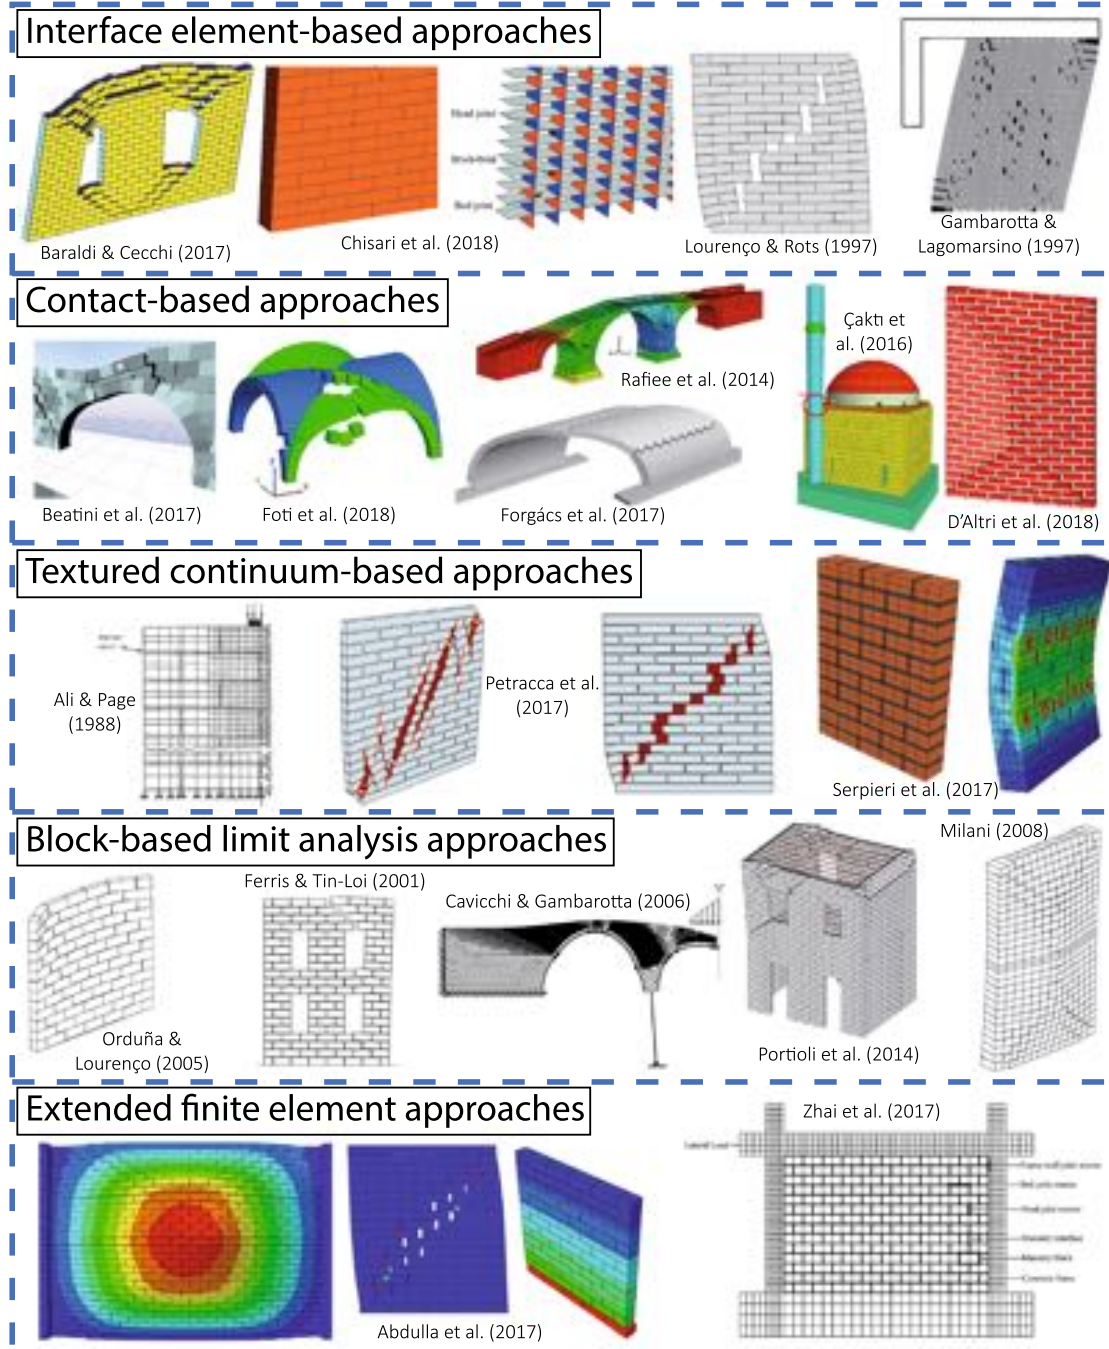 Interface element-based approaches
Head joint
Bed joint
Baraldi & Cecchi (2017)
Chisari et al. (2018)
Lourenço & Rots (1997)
Gambarotta &
Lagomarsino (1997)
Contact-based approaches
Beatini et al. (2017)
Foti et al. (2018)
Rafiee et al. (2014)
Forgács et al. (2017)
Çaktı et
al. (2016)
D'Altri et al. (2018)
Textured continuum-based approaches
Ali & Page
(1988)
Petracca et al.
(2017)
Serpieri et al. (2017)
Block-based limit analysis approaches
Orduña &
Lourenço (2005)
Ferris & Tin-Loi (2001)
Cavicchi & Gambarotta (2006)
Portioli et al. (2014)
Milani (2008)
Extended finite element approaches
Abdulla et al. (2017)
Zhai et al. (2017)
Lateral Load